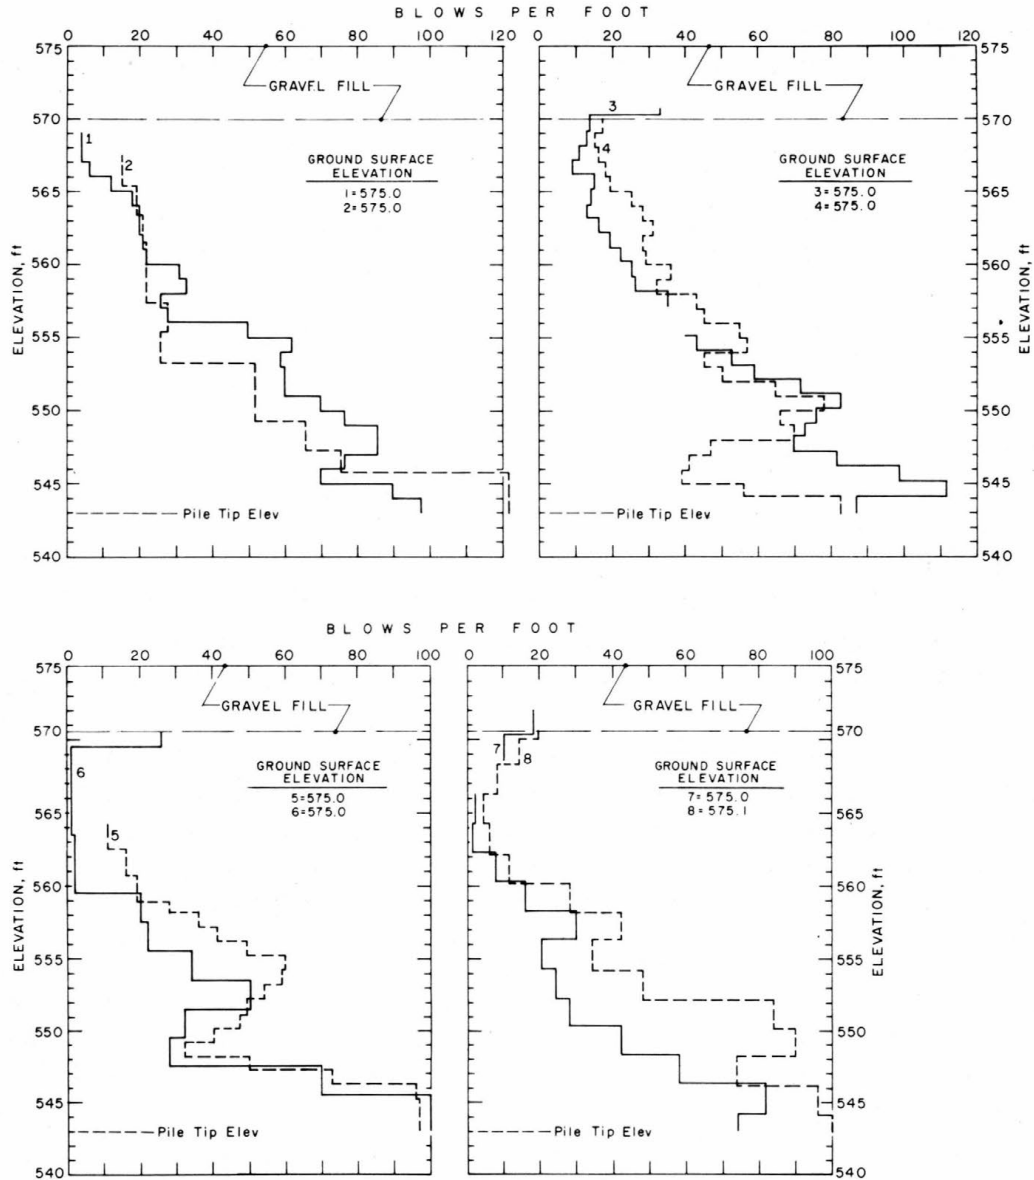 BLOWS PER FOOT
0 20 40 60 80 100 120
0 20 40 60 80 100 120
575
570
565
560
555
550
545
540
ELEVATION, ft
GRAVEL FILL
1
2
GROUND SURFACE
ELEVATION
1=575.0
2=575.0
Pile Tip Elev
3
4
GROUND SURFACE
ELEVATION
3=575.0
4=575.0
Pile Tip Elev
575
570
565
560
555
550
545
540
ELEVATION, ft
BLOWS PER FOOT
0 20 40 60 80 100
0 20 40 60 80 100
575
570
565
560
555
550
545
540
ELEVATION, ft
GRAVEL FILL
6
5
GROUND SURFACE
ELEVATION
5=575.0
6=575.0
Pile Tip Elev
GRAVEL FILL
7
8
GROUND SURFACE
ELEVATION
7=575.0
8=575.1
Pile Tip Elev
575
570
565
560
555
550
545
540
ELEVATION, ft